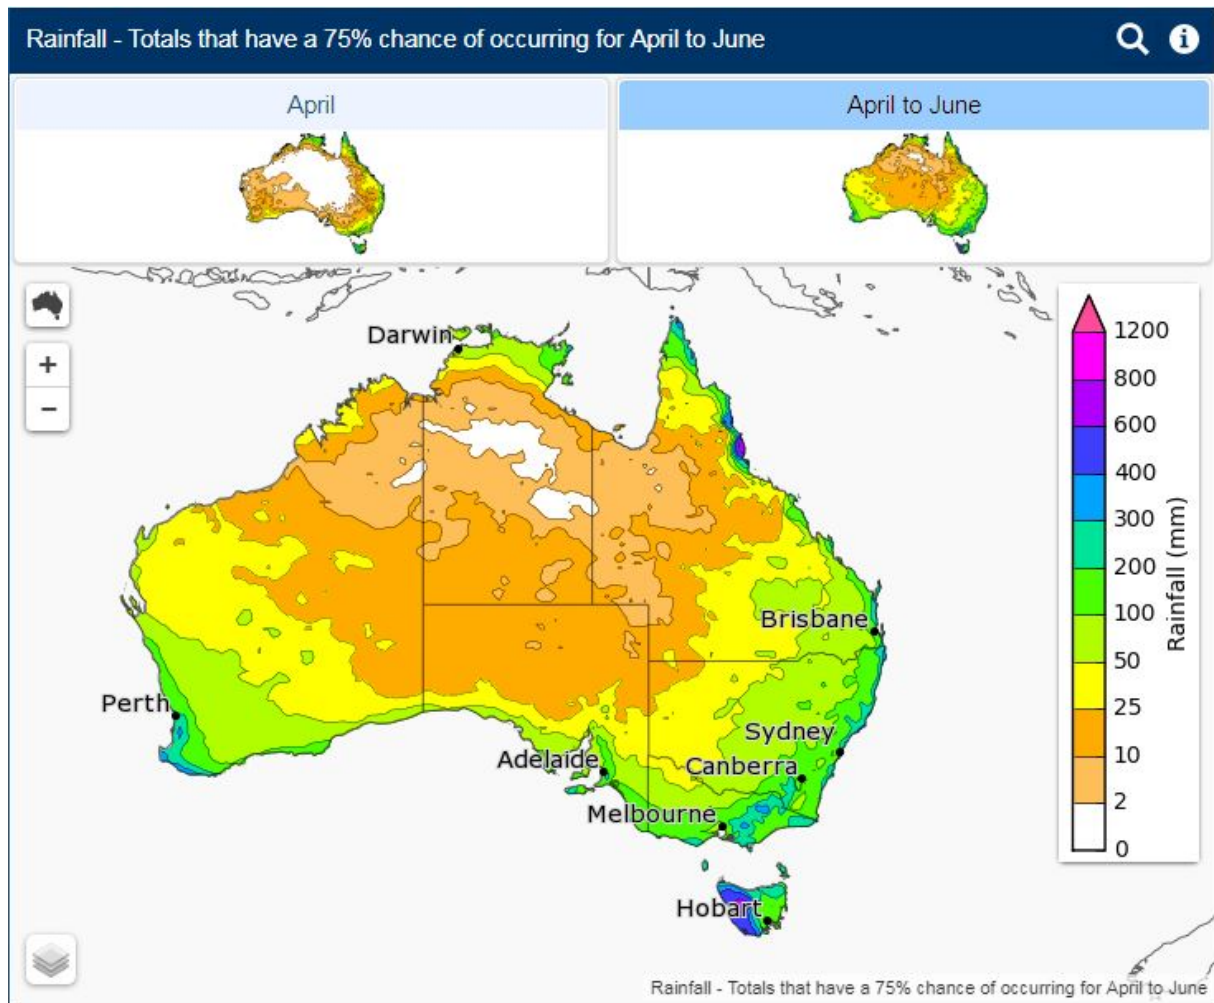 Rainfall - Totals that have a 75% chance of occurring for April to June
April
April to June
+
−
Darwin
Brisbane
Perth
Sydney
Adelaide
Canberra
Melbourne
Hobart
1200
800
600
400
300
200
100
50
25
10
2
0
Rainfall (mm)
Rainfall - Totals that have a 75% chance of occurring for April to June